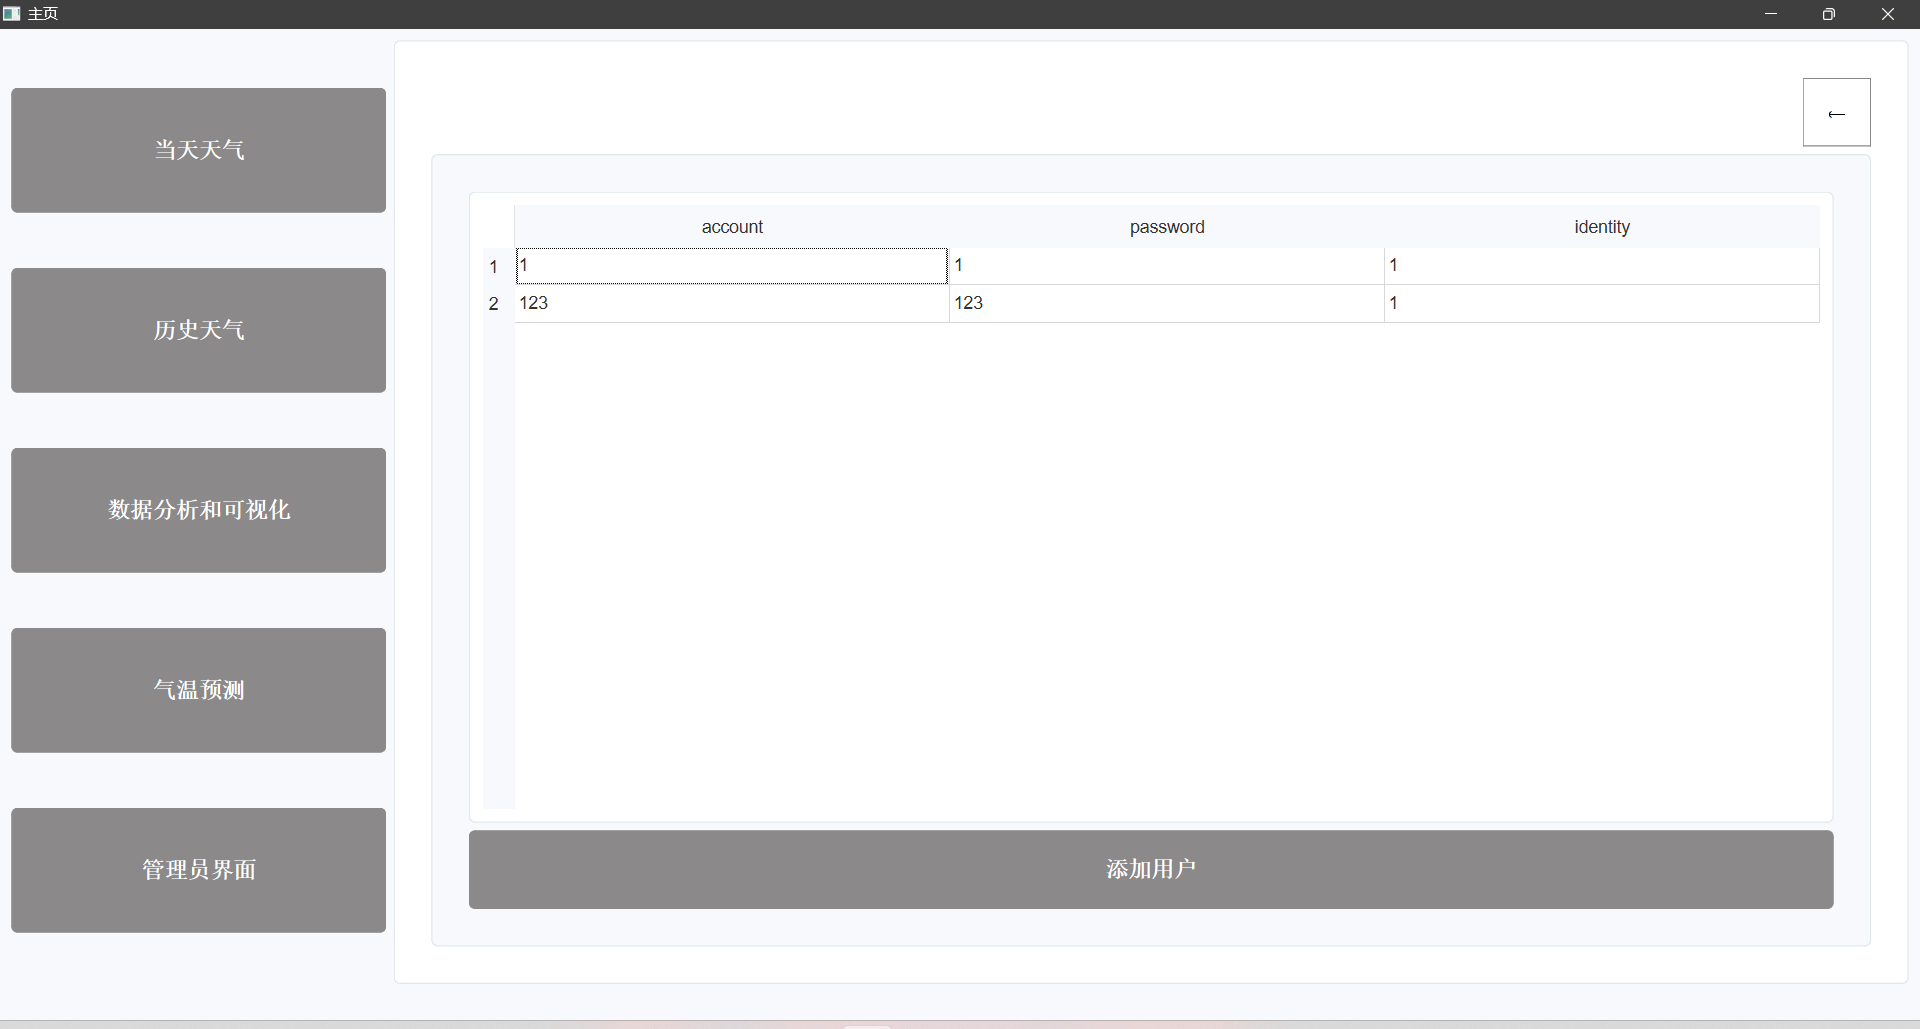 主页
当天天气
历史天气
数据分析和可视化
气温预测
管理员界面
←
account password identity
1 1 1 1
2 123 123 1
添加用户